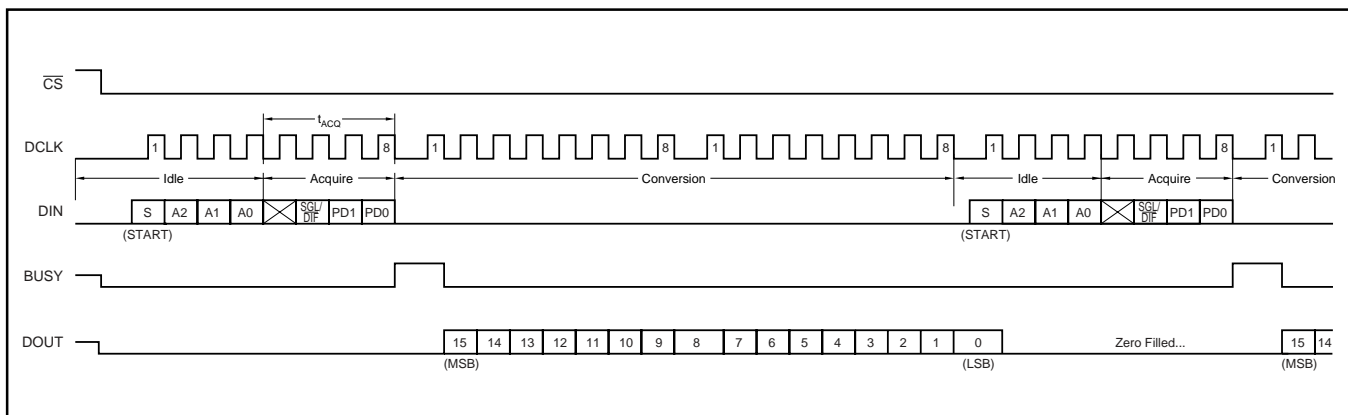 CS
t_ACQ
DCLK 1 8 1 8 1 8 1 8 1
Idle Acquire Conversion Idle Acquire Conversion
DIN S A2 A1 A0 SGL/DIF PD1 PD0 S A2 A1 A0 SGL/DIF PD1 PD0
(START) (START)
BUSY
DOUT 15 14 13 12 11 10 9 8 7 6 5 4 3 2 1 0 Zero Filled... 15 14
(MSB) (LSB) (MSB)